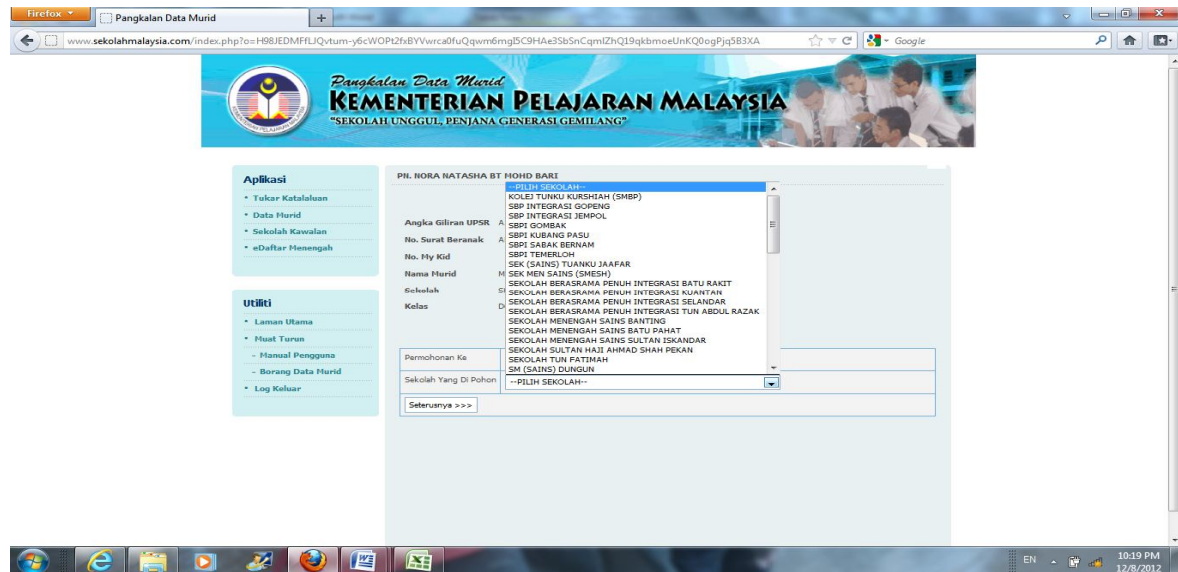 Firefox
Pangkalan Data Murid
+
www.sekolahmalaysia.com/index.php?o=H98JEDMFfLJQvtum-y6cWOPt2fxBYVwrca0fuQqwm6mgI5C9HAe3SbSnCqmIZhQ19qkbmoeUnKQ0ogPjq5B3XA
Google
Pangkalan Data Murid
KEMENTERIAN PELAJARAN MALAYSIA
"SEKOLAH UNGGUL, PENJANA GENERASI GEMILANG"
Aplikasi
Tukar Katalaluan
Data Murid
Sekolah Kawalan
eDaftar Menengah
Utiliti
Laman Utama
Muat Turun
- Manual Pengguna
- Borang Data Murid
Log Keluar
PN. NORA NATASHA BT MOHD BARI
Angka Giliran UPSR A
No. Surat Beranak A
No. My Kid
Nama Murid M
Sekolah S
Kelas D
--PILIH SEKOLAH--
KOLEJ TUNKU KURSHIAH (SMBP)
SBP INTEGRASI GOPENG
SBP INTEGRASI JEMPOL
SBPI GOMBAK
SBPI KUBANG PASU
SBPI SABAK BERNAM
SBPI TEMERLOH
SEK (SAINS) TUANKU JAAFAR
SEK MEN SAINS (SMESH)
SEKOLAH BERASRAMA PENUH INTEGRASI BATU RAKIT
SEKOLAH BERASRAMA PENUH INTEGRASI KUANTAN
SEKOLAH BERASRAMA PENUH INTEGRASI SELANDAR
SEKOLAH BERASRAMA PENUH INTEGRASI TUN ABDUL RAZAK
SEKOLAH MENENGAH SAINS BANTING
SEKOLAH MENENGAH SAINS BATU PAHAT
SEKOLAH MENENGAH SAINS SULTAN ISKANDAR
SEKOLAH SULTAN HAJI AHMAD SHAH PEKAN
SEKOLAH TUN FATIMAH
SM (SAINS) DUNGUN
Permohonan Ke
Sekolah Yang Di Pohon --PILIH SEKOLAH--
Seterusnya >>>
EN
10:19 PM
12/8/2012